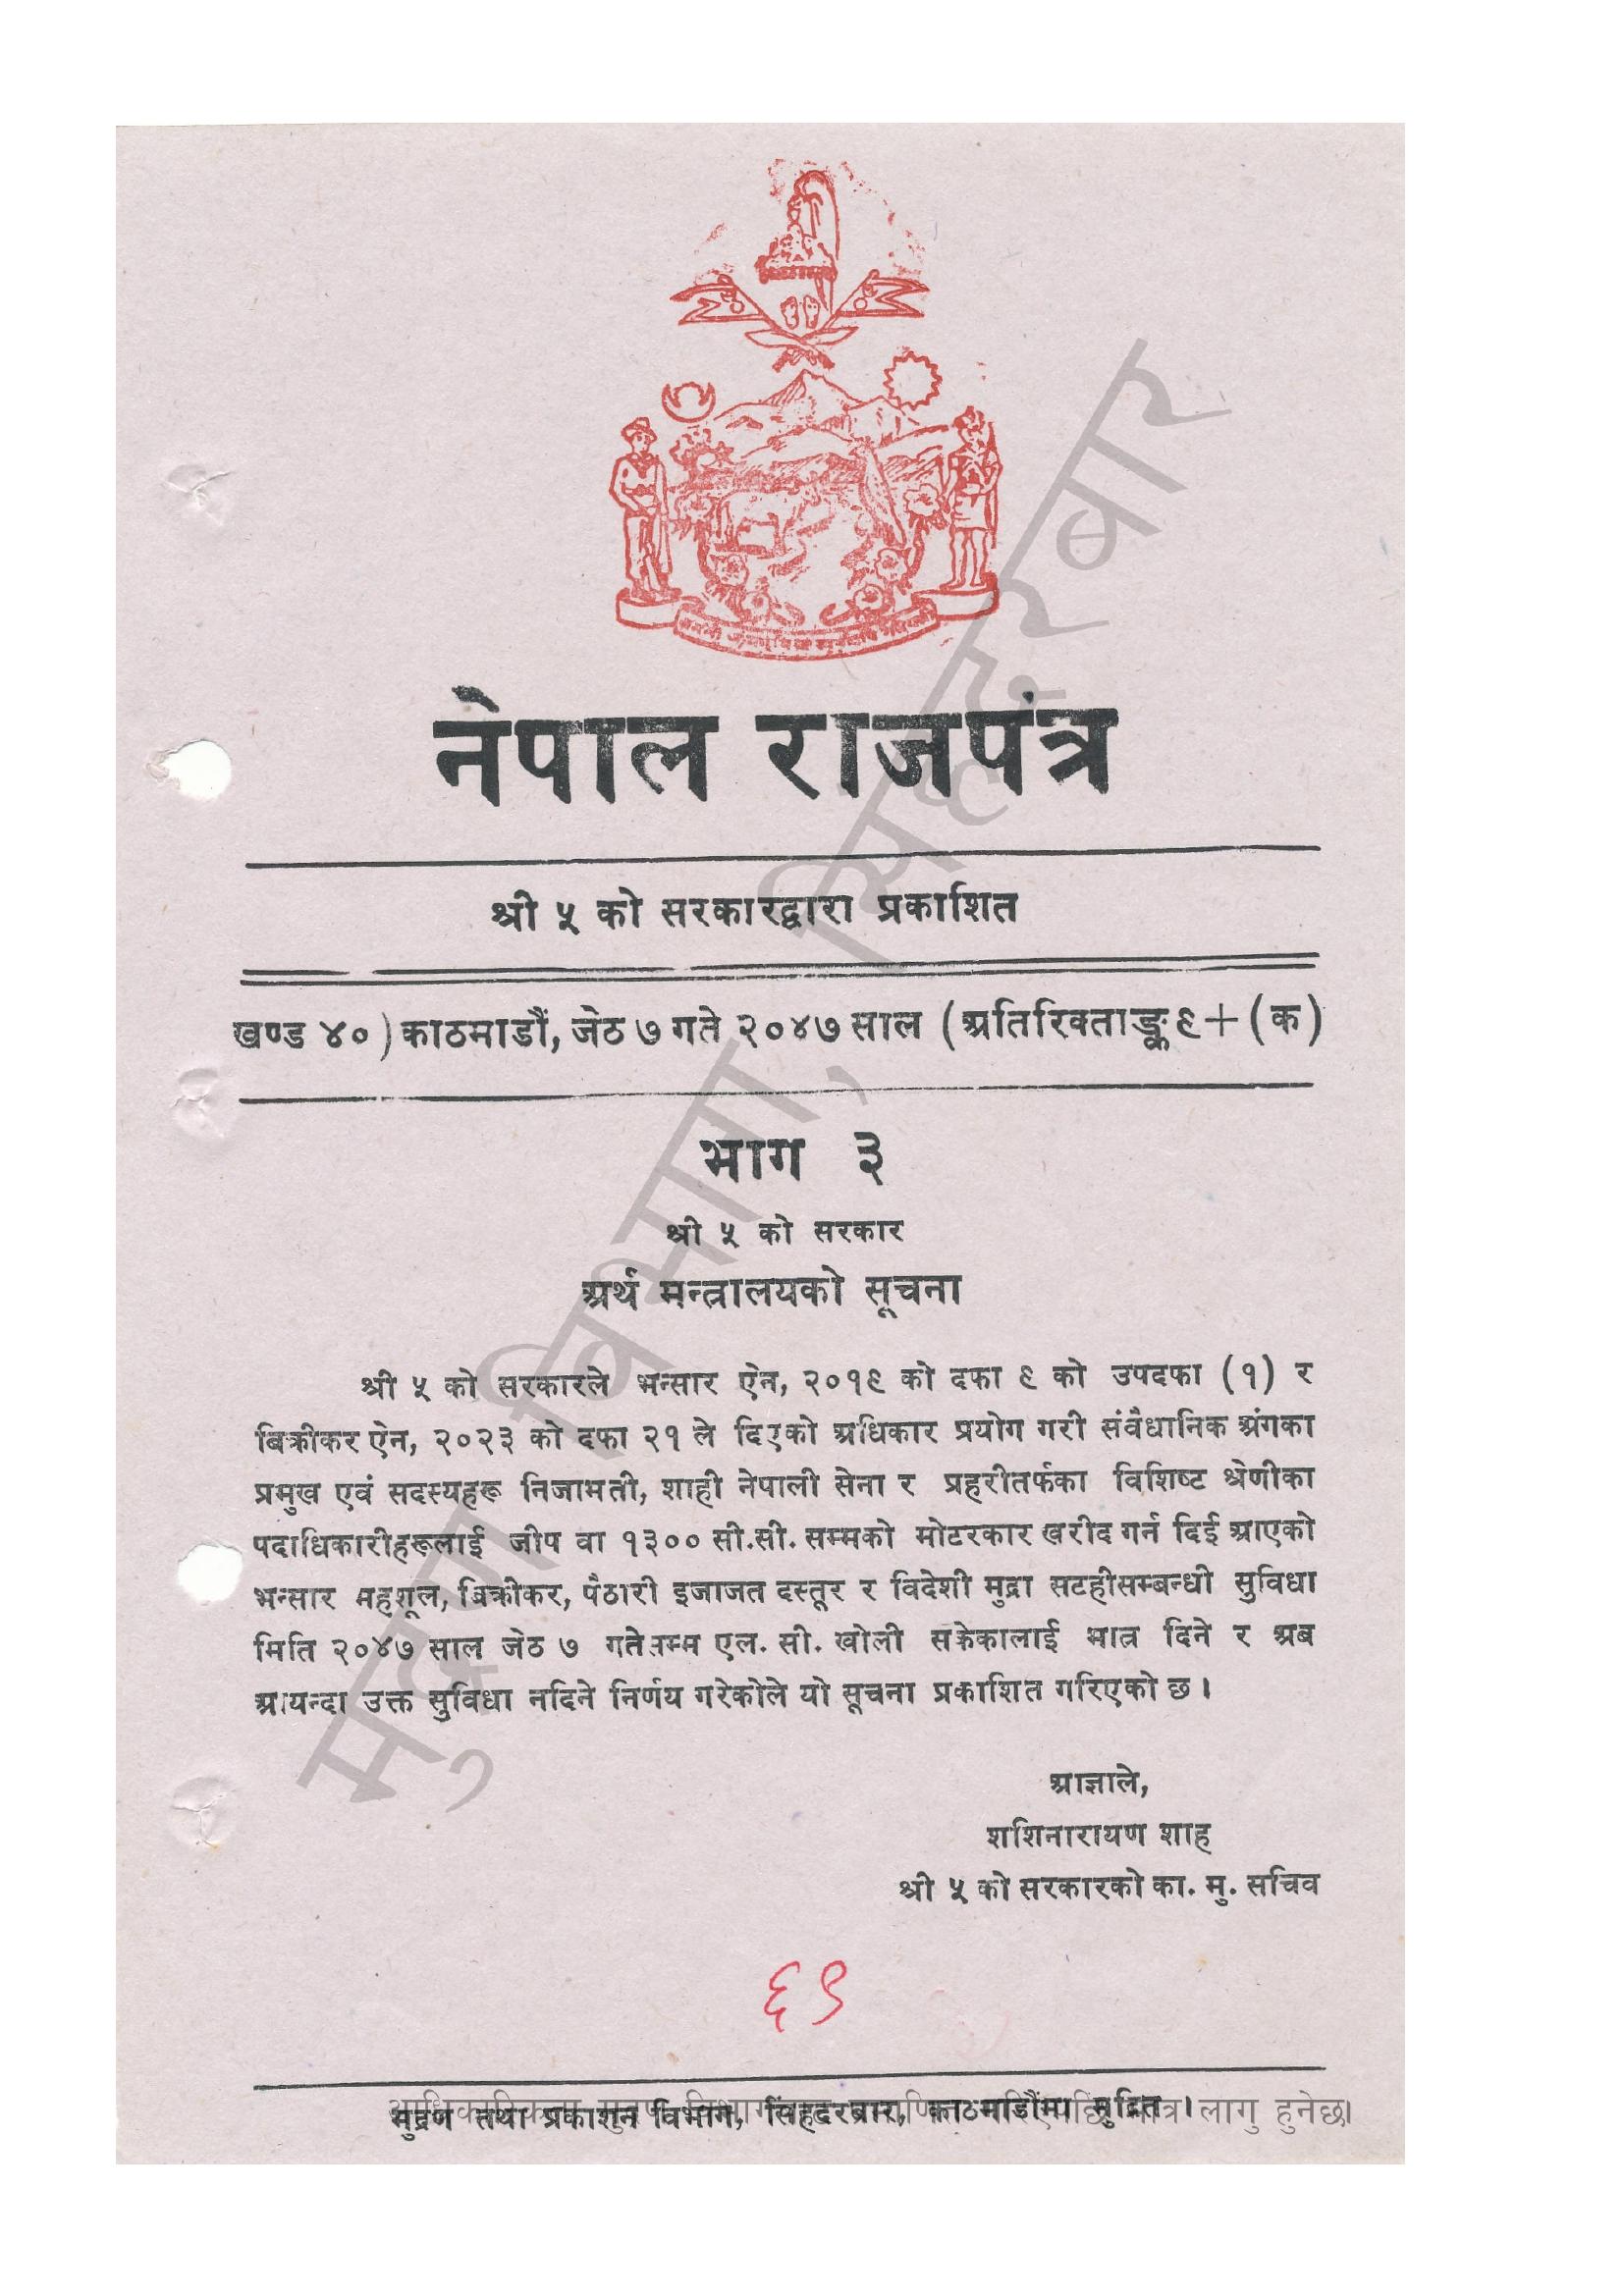 नेपाल राजपत्र
श्री ५ को सरकारद्वारा प्रकाशित
खण्ड ४०) काठमाडौं, जेठ ७ गते २०४७ साल (अतिरिक्ताङ्क ९+(क)
भाग ३
श्री ५ को सरकार
अर्थ मन्त्रालयको सूचना
श्री ५ को सरकारले भन्सार ऐन, २०१९ को दफा ९ को उपदफा (१) र
बिक्रीकर ऐन, २०२३ को दफा २१ ले दिएको अधिकार प्रयोग गरी संवैधानिक अंगका
प्रमुख एवं सदस्यहरू निजामती, शाही नेपाली सेना र प्रहरीतर्फका विशिष्ट श्रेणीका
पदाधिकारीहरूलाई जीप वा १३०० सी.सी. सम्मको मोटरकार खरीद गर्न दिई आएको
भन्सार महशूल, बिक्रीकर, पैठारी इजाजत दस्तूर र विदेशी मुद्रा सटहीसम्बन्धी सुविधा
मिति २०४७ साल जेठ ७ गतेसम्म एल. सी. खोली सकेकालाई मात्र दिने र अब
आयन्दा उक्त सुविधा नदिने निर्णय गरेकोले यो सूचना प्रकाशित गरिएको छ ।
आज्ञाले,
शशिनारायण शाह
श्री ५ को सरकारको का. मु. सचिव
६९
मुद्रण तथा प्रकाशन विभाग, सिंहदरबार, काठमाडौंमा मुद्रित ।
लागु हुनेछ।
मुद्रण विभाग, सिंहदरबार